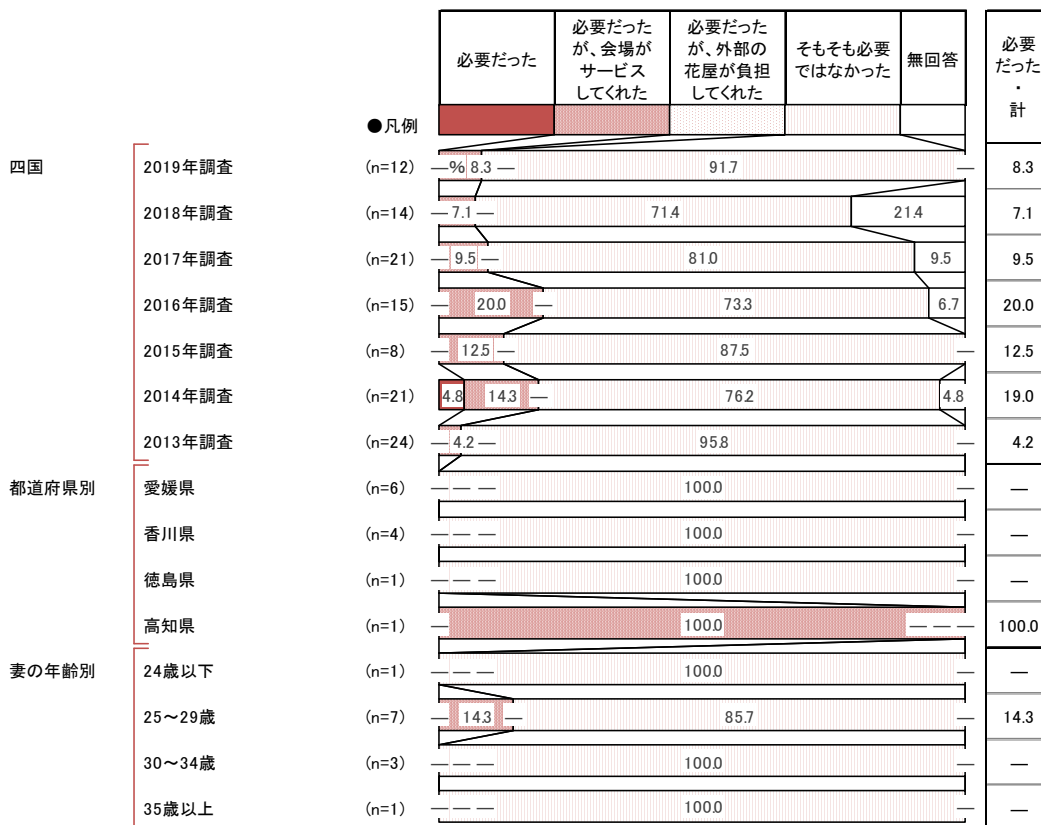 必要だった
必要だった
が、会場が
サービス
してくれた
必要だった
が、外部の
花屋が負担
してくれた
そもそも必要
ではなかった
無回答
必要
だった
・
計
●凡例
四国 2019年調査 (n=12) — % 8.3 — 91.7 — 8.3
2018年調査 (n=14) — 7.1 — 71.4 21.4 7.1
2017年調査 (n=21) — 9.5 — 81.0 9.5 9.5
2016年調査 (n=15) — 20.0 — 73.3 6.7 20.0
2015年調査 (n=8) — 12.5 — 87.5 — 12.5
2014年調査 (n=21) 4.8 14.3 — 76.2 4.8 19.0
2013年調査 (n=24) — 4.2 — 95.8 — 4.2
都道府県別 愛媛県 (n=6) — — — 100.0 — —
香川県 (n=4) — — — 100.0 — —
徳島県 (n=1) — — — 100.0 — —
高知県 (n=1) — 100.0 — — — 100.0
妻の年齢別 24歳以下 (n=1) — — — 100.0 — —
25～29歳 (n=7) — 14.3 — 85.7 — 14.3
30～34歳 (n=3) — — — 100.0 — —
35歳以上 (n=1) — — — 100.0 — —